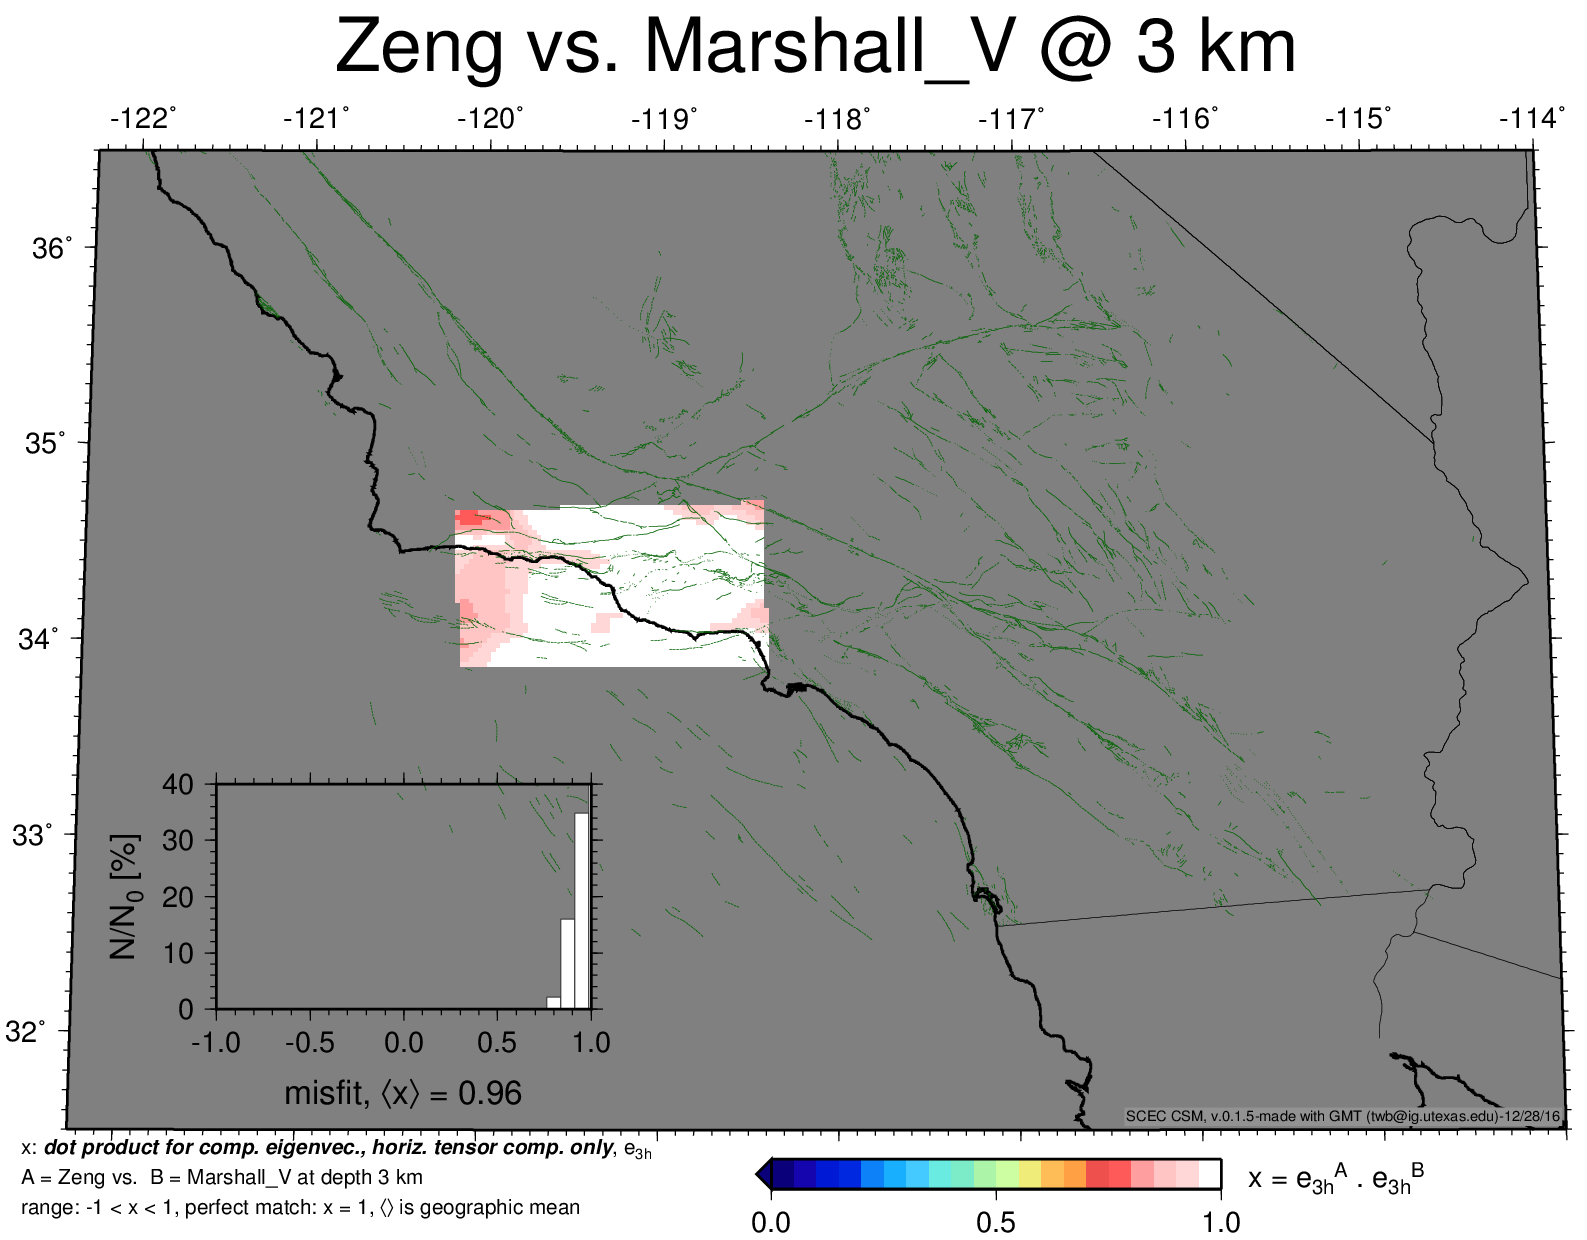 Zeng vs. Marshall_V @ 3 km
-122˚ -121˚ -120˚ -119˚ -118˚ -117˚ -116˚ -115˚ -114˚
36˚
35˚
34˚
33˚
32˚
40
30
20
10
0
N/N0 [%]
-1.0 -0.5 0.0 0.5 1.0
misfit, ⟨x⟩ = 0.96
SCEC CSM, v.0.1.5-made with GMT (twb@ig.utexas.edu)-12/28/16
x: dot product for comp. eigenvec., horiz. tensor comp. only, e3h
A = Zeng vs. B = Marshall_V at depth 3 km
range: -1 < x < 1, perfect match: x = 1, ⟨⟩ is geographic mean
x = e3hA . e3hB
0.0 0.5 1.0